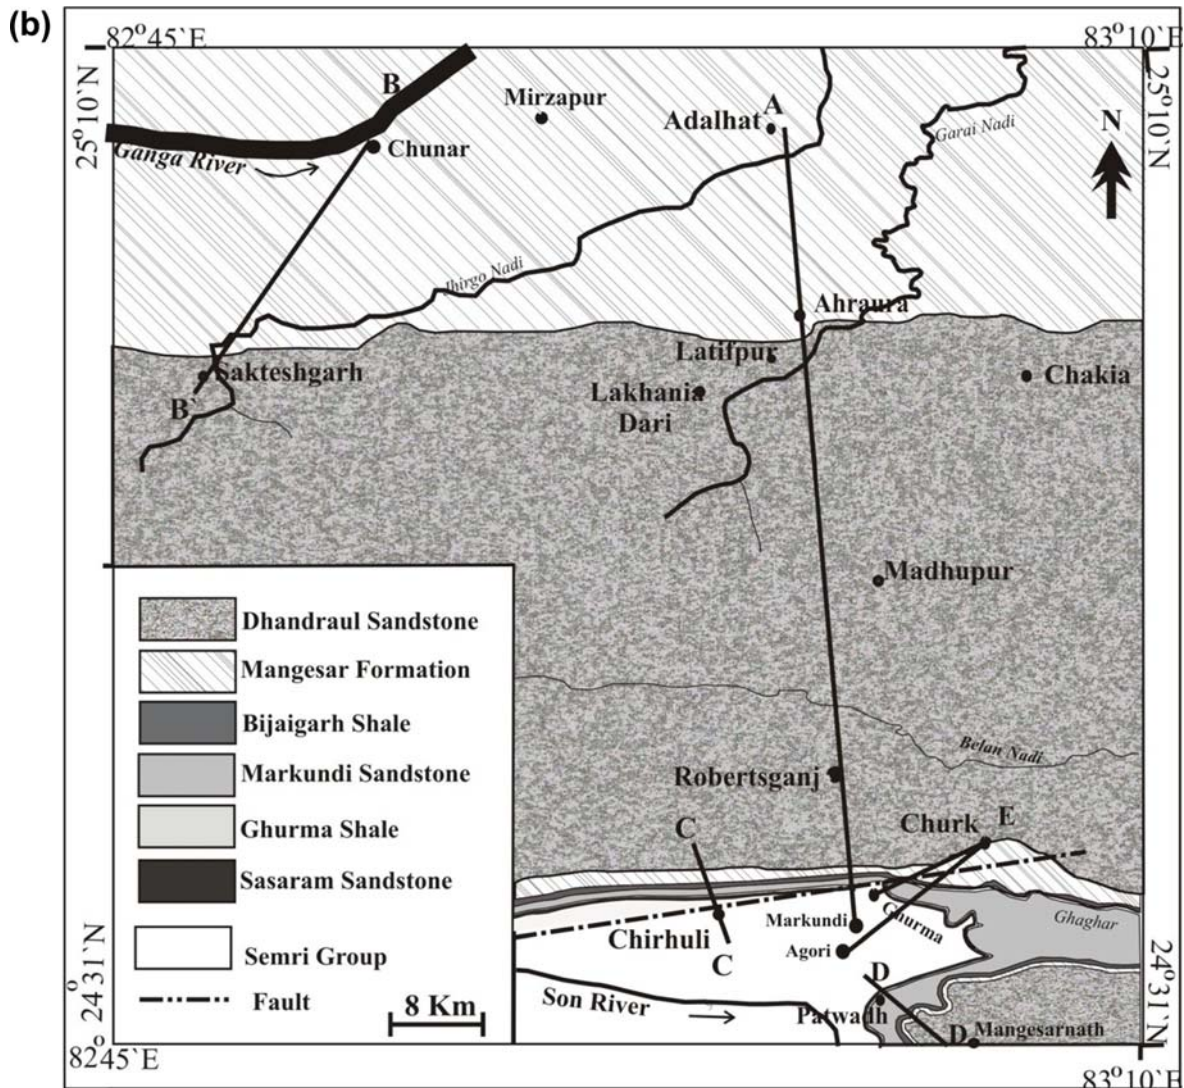 (b)
82°45`E
83°10`E
25°10`N
25°10`N
B
Mirzapur
Adalhat
A
Garai Nadi
N
Chunar
Ganga River
Jhirgo Nadi
Ahraura
Latifpur
Sakteshgarh
Chakia
Lakhania
Dari
B`
Madhupur
Dhandraul Sandstone
Mangesar Formation
Bijaigarh Shale
Markundi Sandstone
Ghurma Shale
Sasaram Sandstone
Semri Group
Fault
8 Km
Belan Nadi
Robertsganj
C
Churk
E
Ghurma
Ghaghar
Markundi
Chirhuli
Agori
C
D
Son River
Patwadh
D
Mangesarnath
24°31`N
24°31`N
8245`E
83°10`E